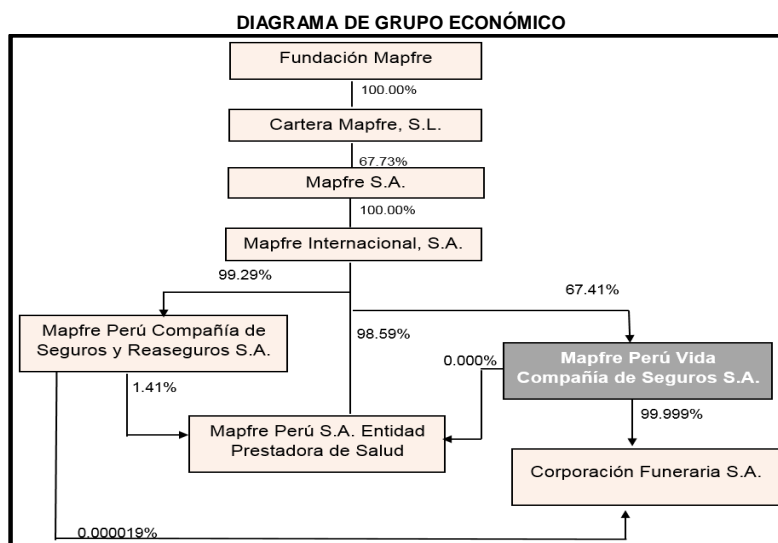 DIAGRAMA DE GRUPO ECONÓMICO
Fundación Mapfre
100.00%
Cartera Mapfre, S.L.
67.73%
Mapfre S.A.
100.00%
Mapfre Internacional, S.A.
99.29%
67.41%
Mapfre Perú Compañía de
Seguros y Reaseguros S.A.
98.59%
0.000%
Mapfre Perú Vida
Compañía de Seguros S.A.
1.41%
99.999%
Mapfre Perú S.A. Entidad
Prestadora de Salud
Corporación Funeraria S.A.
0.000019%